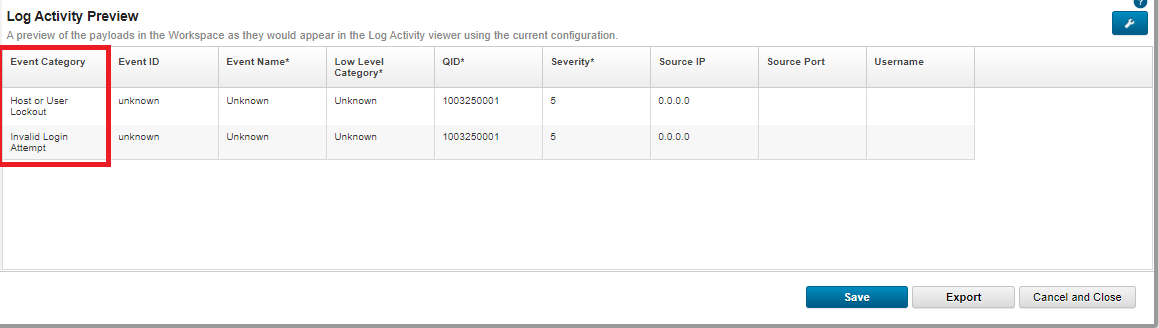 ?
Log Activity Preview
A preview of the payloads in the Workspace as they would appear in the Log Activity viewer using the current configuration.
Event Category Event ID Event Name* Low Level Category* QID* Severity* Source IP Source Port Username
Host or User Lockout unknown Unknown Unknown 1003250001 5 0.0.0.0
Invalid Login Attempt unknown Unknown Unknown 1003250001 5 0.0.0.0
Save Export Cancel and Close